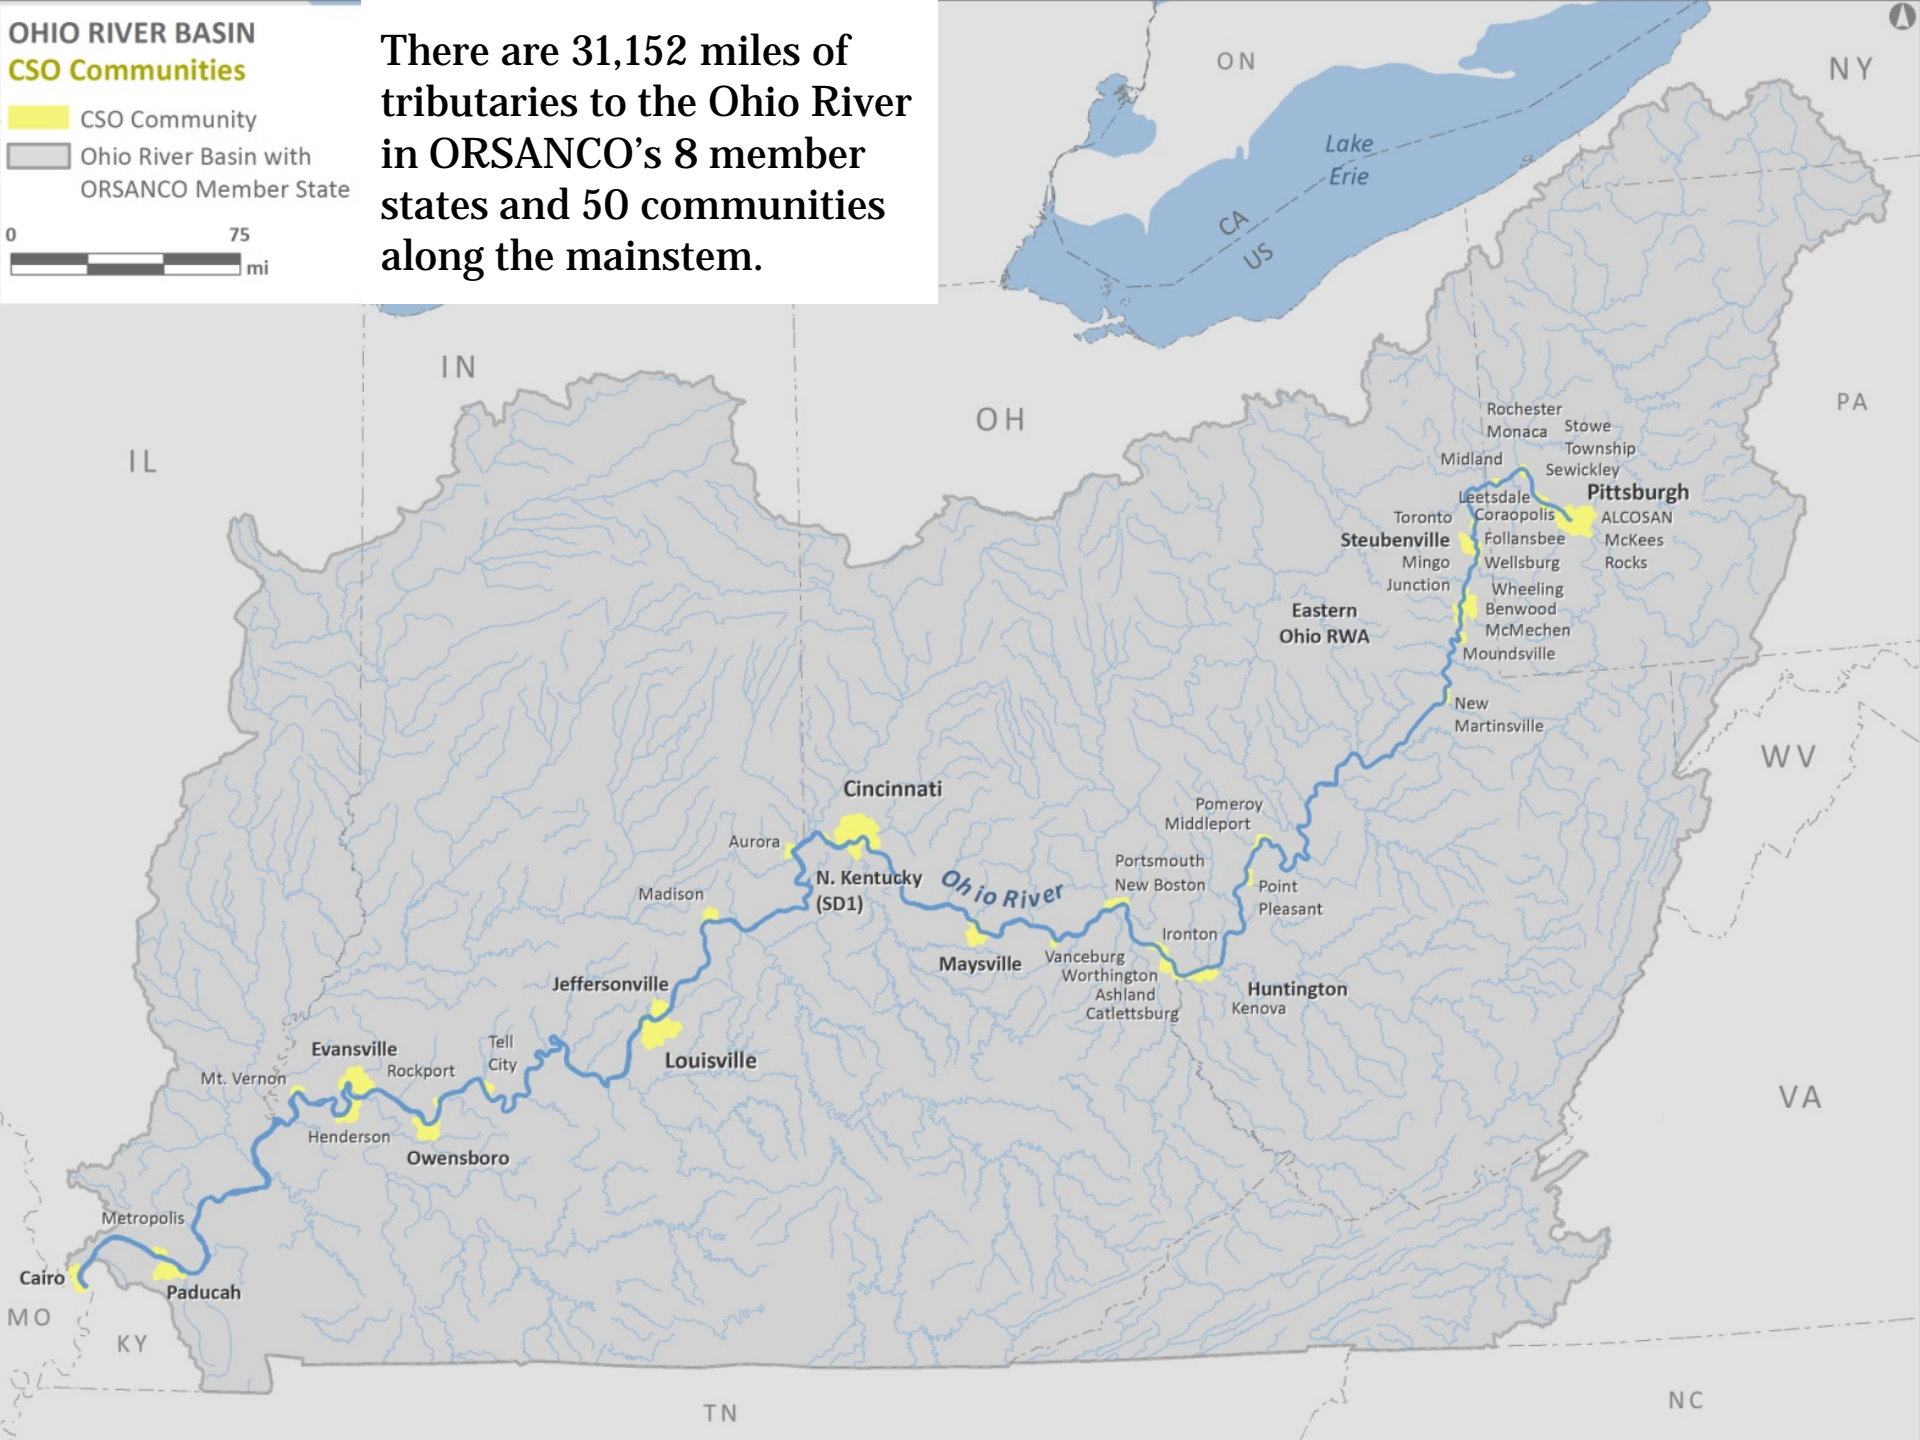 OHIO RIVER BASIN
CSO Communities
CSO Community
Ohio River Basin with
ORSANCO Member State
0 75
mi
There are 31,152 miles of
tributaries to the Ohio River
in ORSANCO’s 8 member
states and 50 communities
along the mainstem.
ON
NY
Lake
Erie
CA
US
IN
OH
PA
IL
Rochester
Monaca
Stowe
Township
Midland
Sewickley
Pittsburgh
Leetsdale
Coraopolis
ALCOSAN
Toronto
Steubenville
Follansbee
McKees
Rocks
Mingo
Junction
Wellsburg
Wheeling
Benwood
McMechen
Moundsville
Eastern
Ohio RWA
New
Martinsville
WV
Cincinnati
Pomeroy
Middleport
Aurora
Portsmouth
New Boston
N. Kentucky
(SD1)
Ohio River
Point
Pleasant
Madison
Ironton
Maysville
Vanceburg
Worthington
Ashland
Catlettsburg
Huntington
Kenova
Jeffersonville
Louisville
Tell
City
Evansville
Rockport
Mt. Vernon
Henderson
Owensboro
VA
Metropolis
Cairo
Paducah
MO
KY
TN
NC